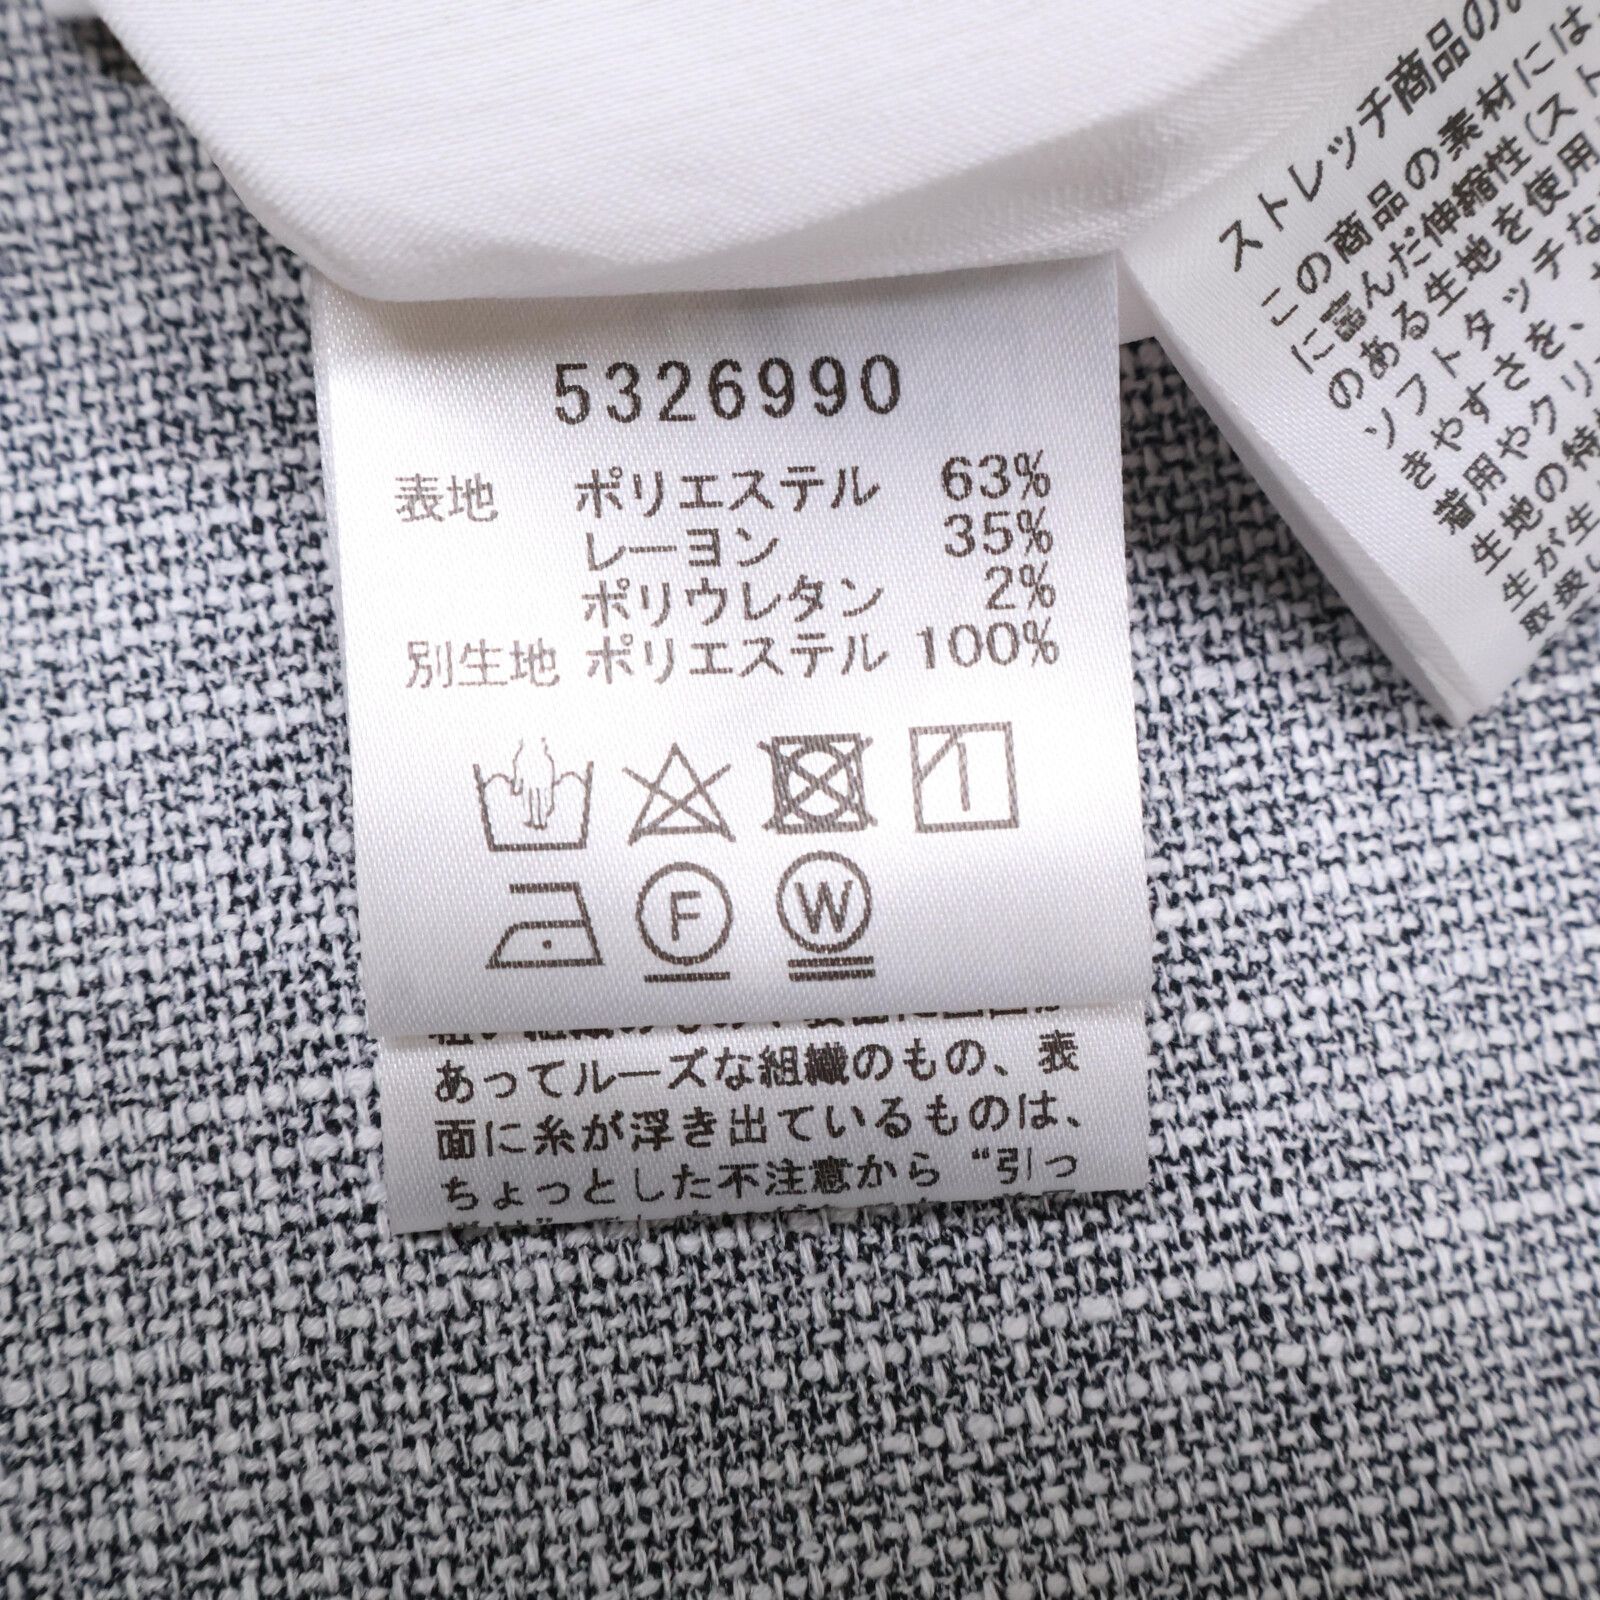 5326990
表地 ポリエステル 63%
レーヨン 35%
ポリウレタン 2%
別生地 ポリエステル 100%
F W
あってルーズな組織のもの、表
面に糸が浮き出ているものは、
ちょっとした不注意から“引っ
ストレッチ商品の
この商品の素材には
に富んだ伸縮性(スト
のある生地を使用
ソフトタッチな
きやすさを、
着用やクリ
生地の特
生が生
取扱し